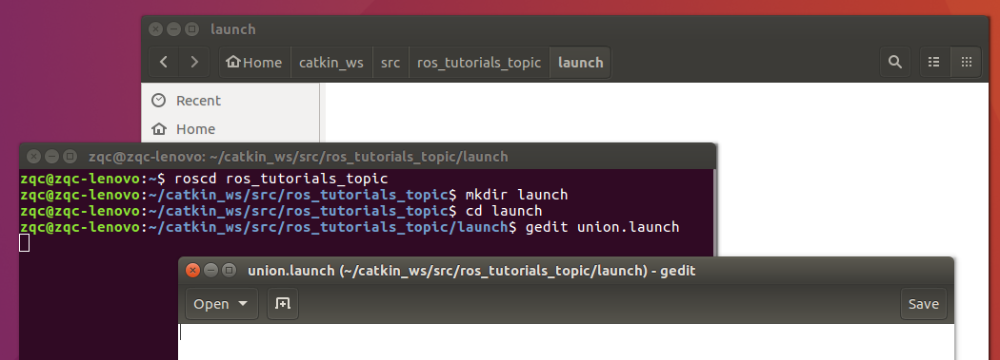 launch
Home catkin_ws src ros_tutorials_topic launch
Recent
Home
zqc@zqc-lenovo: ~/catkin_ws/src/ros_tutorials_topic/launch
zqc@zqc-lenovo:~$ roscd ros_tutorials_topic
zqc@zqc-lenovo:~/catkin_ws/src/ros_tutorials_topic$ mkdir launch
zqc@zqc-lenovo:~/catkin_ws/src/ros_tutorials_topic$ cd launch
zqc@zqc-lenovo:~/catkin_ws/src/ros_tutorials_topic/launch$ gedit union.launch
union.launch (~/catkin_ws/src/ros_tutorials_topic/launch) - gedit
Open Save